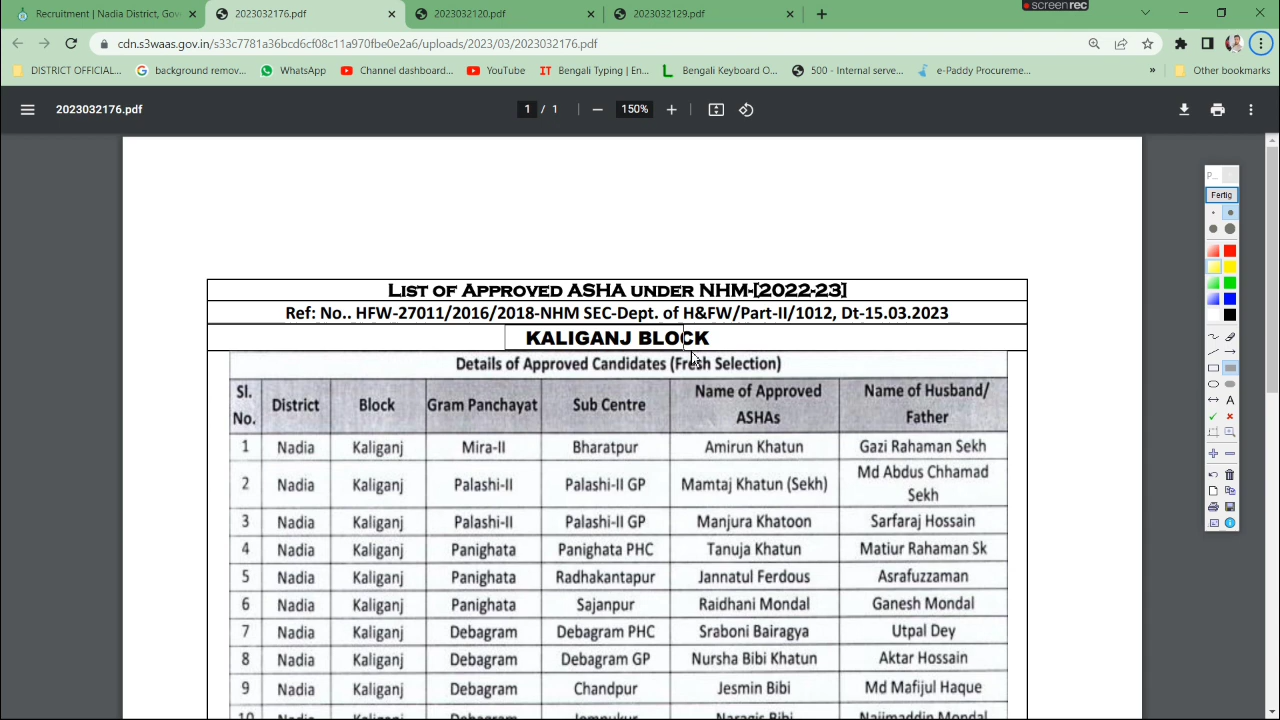 Recruitment | Nadia District, Gov
2023032176.pdf
2023032120.pdf
2023032129.pdf
screenrec
cdn.s3waas.gov.in/s33c7781a36bcd6cf08c11a970fbe0e2a6/uploads/2023/03/2023032176.pdf
DISTRICT OFFICIAL... background remov... WhatsApp Channel dashboard... YouTube IT Bengali Typing | En... Bengali Keyboard O... 500 - Internal serve... e-Paddy Procureme... » Other bookmarks
2023032176.pdf 1 / 1 150%
Fertig
LIST OF APPROVED ASHA UNDER NHM-[2022-23]
Ref: No.. HFW-27011/2016/2018-NHM SEC-Dept. of H&FW/Part-II/1012, Dt-15.03.2023
KALIGANJ BLOCK
Details of Approved Candidates (Fresh Selection)
Sl. No. District Block Gram Panchayat Sub Centre Name of Approved ASHAs Name of Husband/ Father
1 Nadia Kaliganj Mira-II Bharatpur Amirun Khatun Gazi Rahaman Sekh
2 Nadia Kaliganj Palashi-II Palashi-II GP Mamtaj Khatun (Sekh) Md Abdus Chhamad Sekh
3 Nadia Kaliganj Palashi-II Palashi-II GP Manjura Khatoon Sarfaraj Hossain
4 Nadia Kaliganj Panighata Panighata PHC Tanuja Khatun Matiur Rahaman Sk
5 Nadia Kaliganj Panighata Radhakantapur Jannatul Ferdous Asrafuzzaman
6 Nadia Kaliganj Panighata Sajanpur Raidhani Mondal Ganesh Mondal
7 Nadia Kaliganj Debagram Debagram PHC Sraboni Bairagya Utpal Dey
8 Nadia Kaliganj Debagram Debagram GP Nursha Bibi Khatun Aktar Hossain
9 Nadia Kaliganj Debagram Chandpur Jesmin Bibi Md Mafijul Haque
10 Nadia Kaliganj Debagram Nargis Bibi Najimaddin Mondal